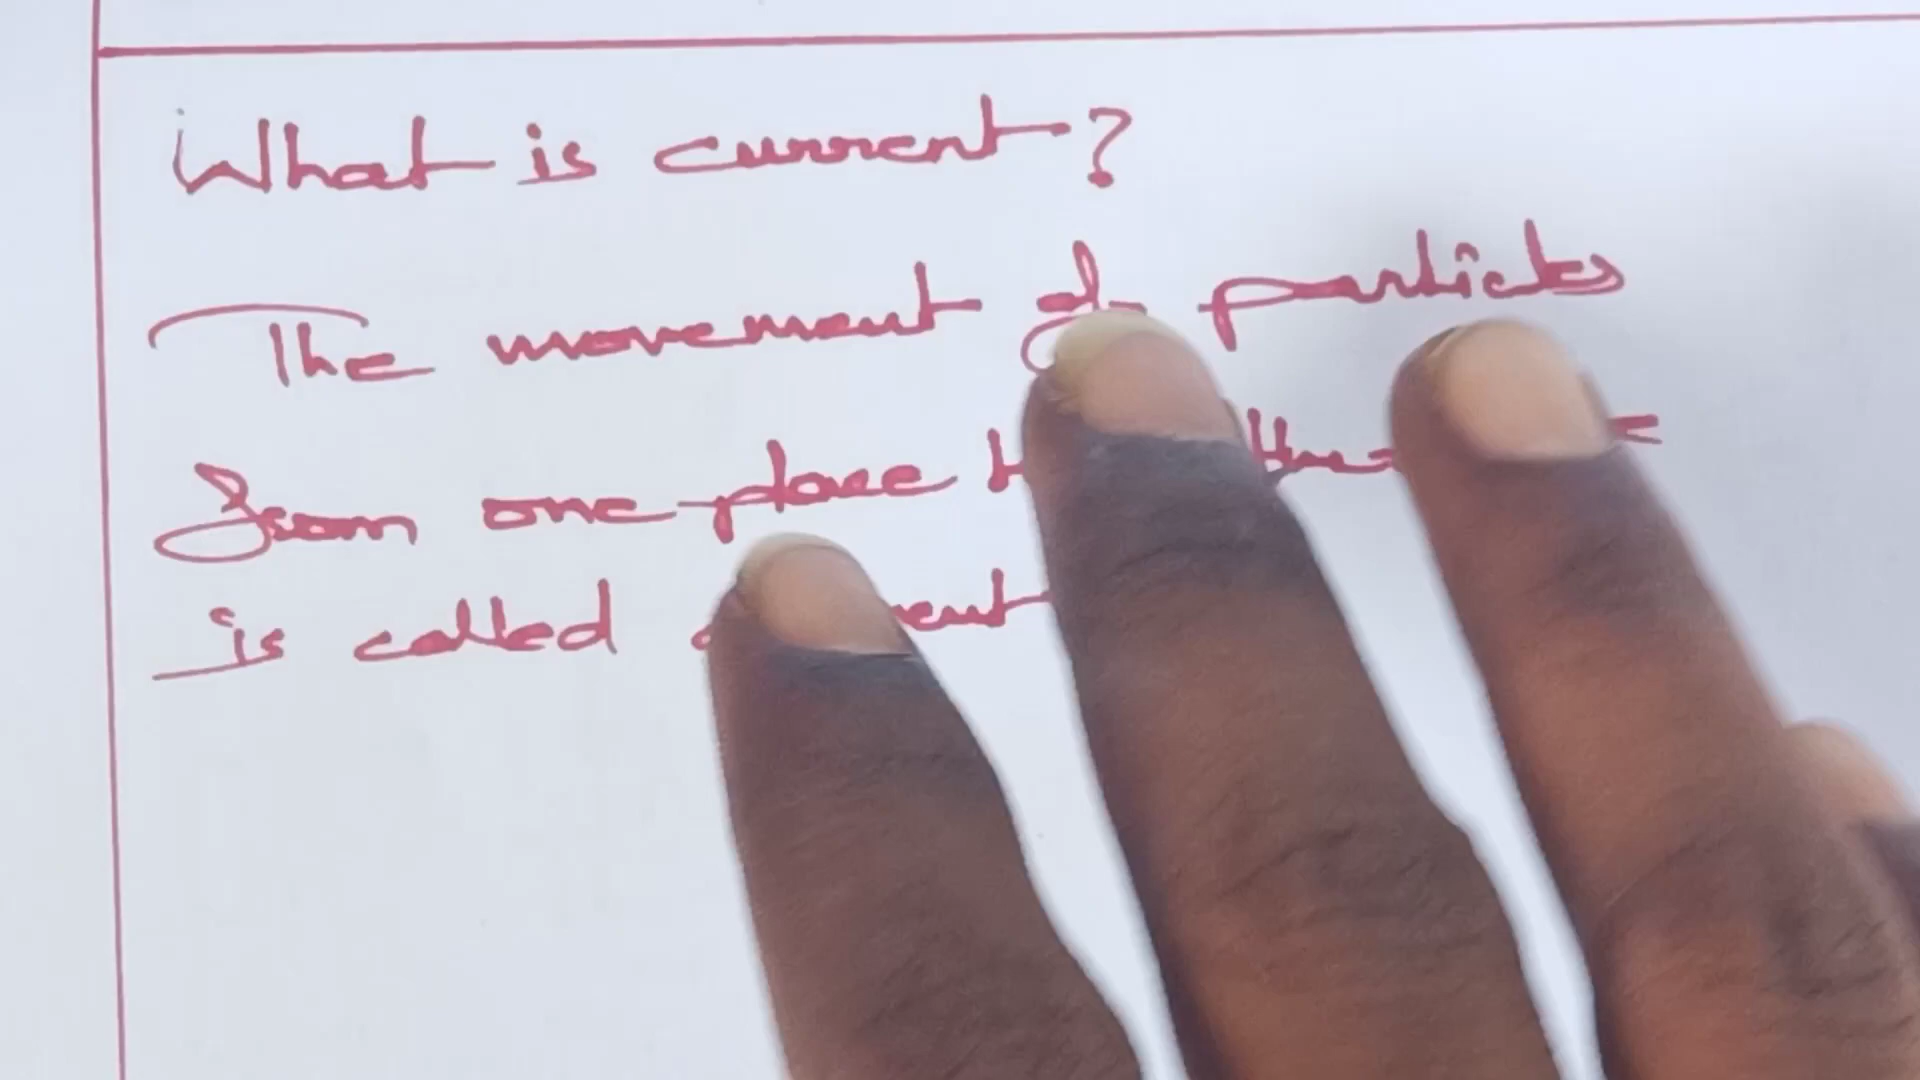 What is current?
The movement of particles
from one place
is called